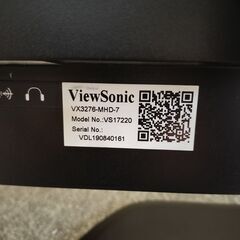 ViewSonic
VX3276-MHD-7
Model No.:VS17220
Serial No.:
VDL190840161